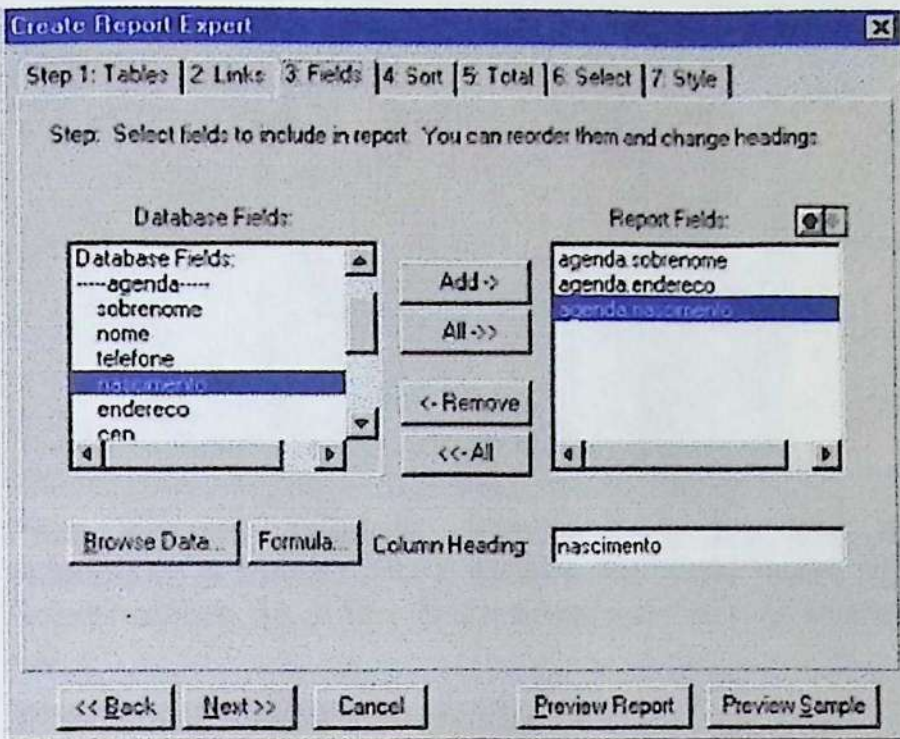 Create Report Expert
Step 1: Tables 2: Links 3: Fields 4: Sort 5: Total 6: Select 7: Style
Step: Select fields to include in report. You can reorder them and change headings.
Database Fields:
Database Fields:
-----agenda-----
sobrenome
nome
telefone
nascimento
endereco
cep
Add ->
All ->>
<- Remove
<<- All
Report Fields:
agenda.sobrenome
agenda.endereco
agenda.nascimento
Browse Data... Formula... Column Heading: nascimento
<< Back Next >> Cancel Preview Report Preview Sample